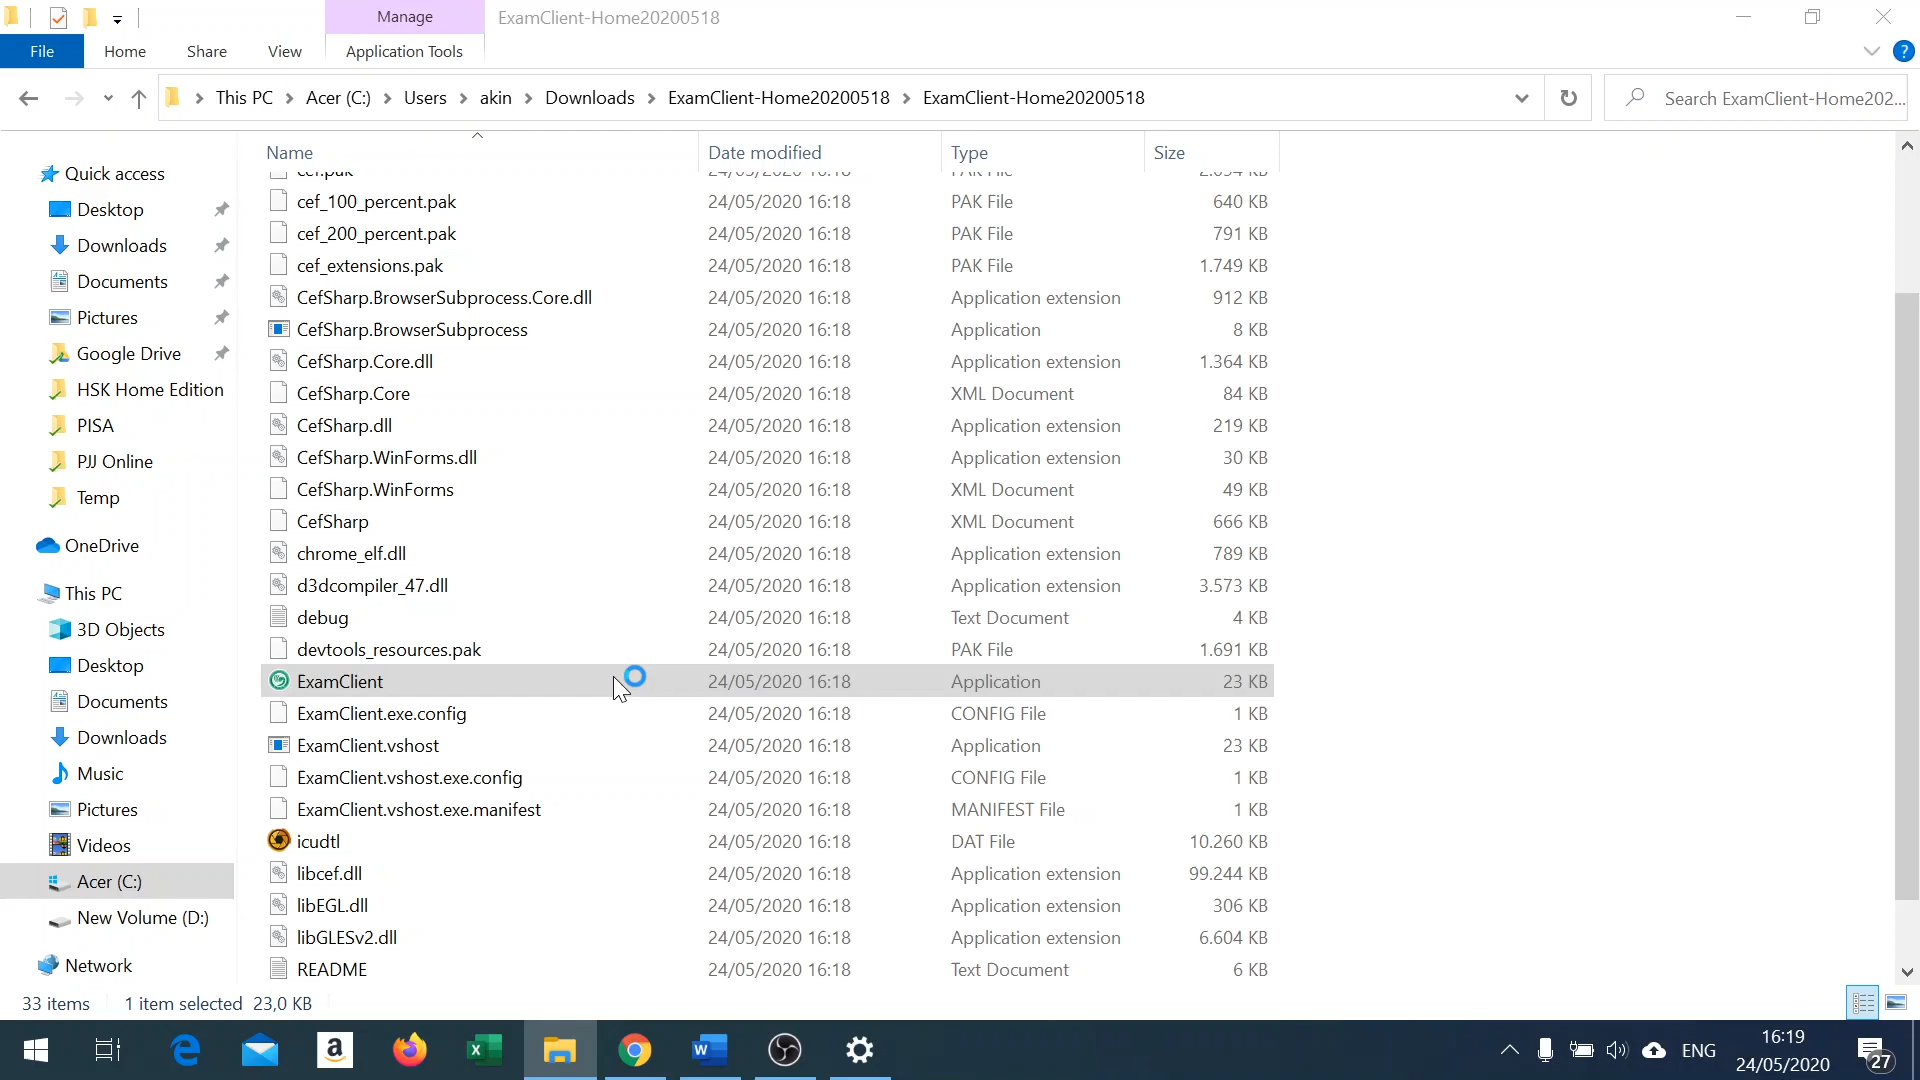 Manage
ExamClient-Home20200518
File
Home
Share
View
Application Tools
?
This PC > Acer (C:) > Users > akin > Downloads > ExamClient-Home20200518 > ExamClient-Home20200518
Search ExamClient-Home202...
Name Date modified Type Size
cef.pak 24/05/2020 16:18 PAK File
cef_100_percent.pak 24/05/2020 16:18 PAK File 640 KB
cef_200_percent.pak 24/05/2020 16:18 PAK File 791 KB
cef_extensions.pak 24/05/2020 16:18 PAK File 1.749 KB
CefSharp.BrowserSubprocess.Core.dll 24/05/2020 16:18 Application extension 912 KB
CefSharp.BrowserSubprocess 24/05/2020 16:18 Application 8 KB
CefSharp.Core.dll 24/05/2020 16:18 Application extension 1.364 KB
CefSharp.Core 24/05/2020 16:18 XML Document 84 KB
CefSharp.dll 24/05/2020 16:18 Application extension 219 KB
CefSharp.WinForms.dll 24/05/2020 16:18 Application extension 30 KB
CefSharp.WinForms 24/05/2020 16:18 XML Document 49 KB
CefSharp 24/05/2020 16:18 XML Document 666 KB
chrome_elf.dll 24/05/2020 16:18 Application extension 789 KB
d3dcompiler_47.dll 24/05/2020 16:18 Application extension 3.573 KB
debug 24/05/2020 16:18 Text Document 4 KB
devtools_resources.pak 24/05/2020 16:18 PAK File 1.691 KB
ExamClient 24/05/2020 16:18 Application 23 KB
ExamClient.exe.config 24/05/2020 16:18 CONFIG File 1 KB
ExamClient.vshost 24/05/2020 16:18 Application 23 KB
ExamClient.vshost.exe.config 24/05/2020 16:18 CONFIG File 1 KB
ExamClient.vshost.exe.manifest 24/05/2020 16:18 MANIFEST File 1 KB
icudtl 24/05/2020 16:18 DAT File 10.260 KB
libcef.dll 24/05/2020 16:18 Application extension 99.244 KB
libEGL.dll 24/05/2020 16:18 Application extension 306 KB
libGLESv2.dll 24/05/2020 16:18 Application extension 6.604 KB
README 24/05/2020 16:18 Text Document 6 KB
Quick access
Desktop
Downloads
Documents
Pictures
Google Drive
HSK Home Edition
PISA
PJJ Online
Temp
OneDrive
This PC
3D Objects
Desktop
Documents
Downloads
Music
Pictures
Videos
Acer (C:)
New Volume (D:)
Network
33 items 1 item selected 23,0 KB
ENG
16:19
24/05/2020
27